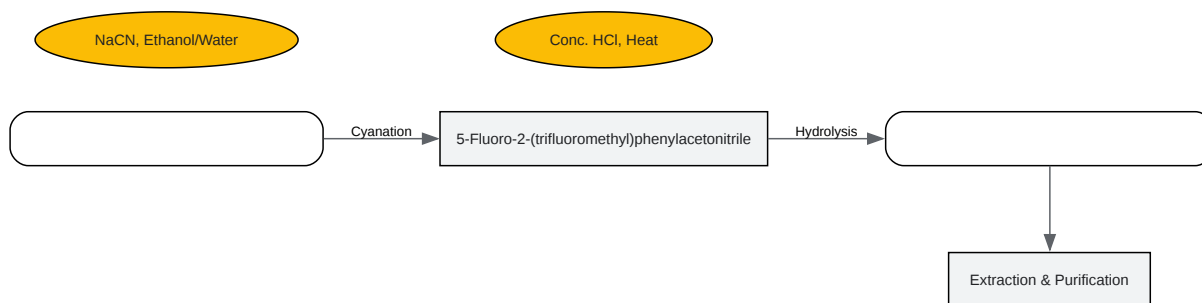 NaCN, Ethanol/Water
Conc. HCl, Heat
Cyanation
5-Fluoro-2-(trifluoromethyl)phenylacetonitrile
Hydrolysis
Extraction & Purification